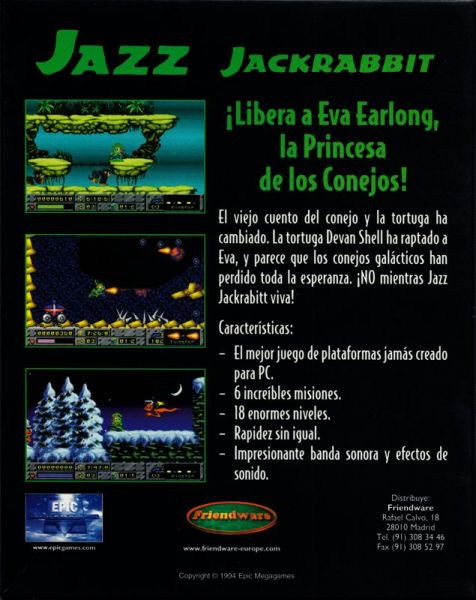 JAZZ JACKRABBIT
¡Libera a Eva Earlong,
la Princesa
de los Conejos!
El viejo cuento del conejo y la tortuga ha
cambiado. La tortuga Devan Shell ha raptado a
Eva, y parece que los conejos galácticos han
perdido toda la esperanza. ¡NO mientras Jazz
Jackrabitt viva!
Características:
- El mejor juego de plataformas jamás creado
para PC.
- 6 increíbles misiones.
- 18 enormes niveles.
- Rapidez sin igual.
- Impresionante banda sonora y efectos de
sonido.
EPIC
www.epicgames.com
Friendware
www.friendware-europe.com
Distribuye:
Friendware
Rafael Calvo, 18
28010 Madrid
Tel. (91) 308 34 46
Fax (91) 308 52 97
Copyright © 1994 Epic Megagames